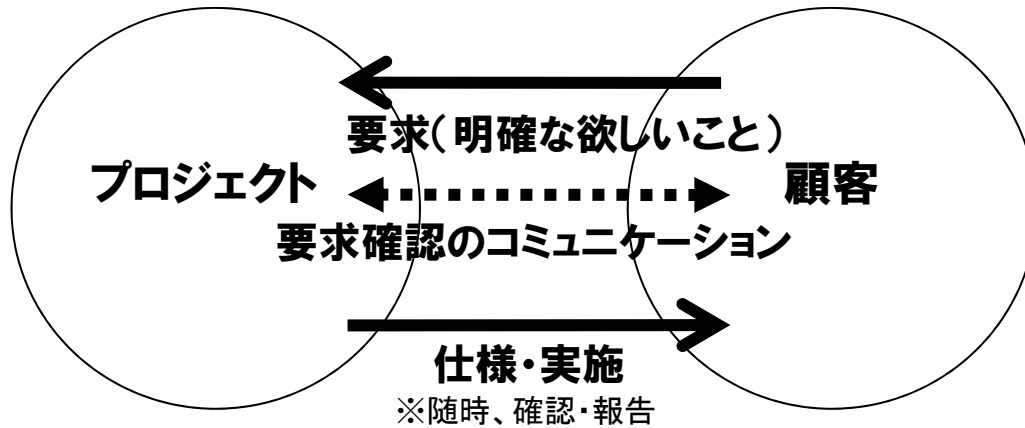 要求(明確な欲しいこと)
プロジェクト
顧客
要求確認のコミュニケーション
仕様・実施
※随時、確認・報告